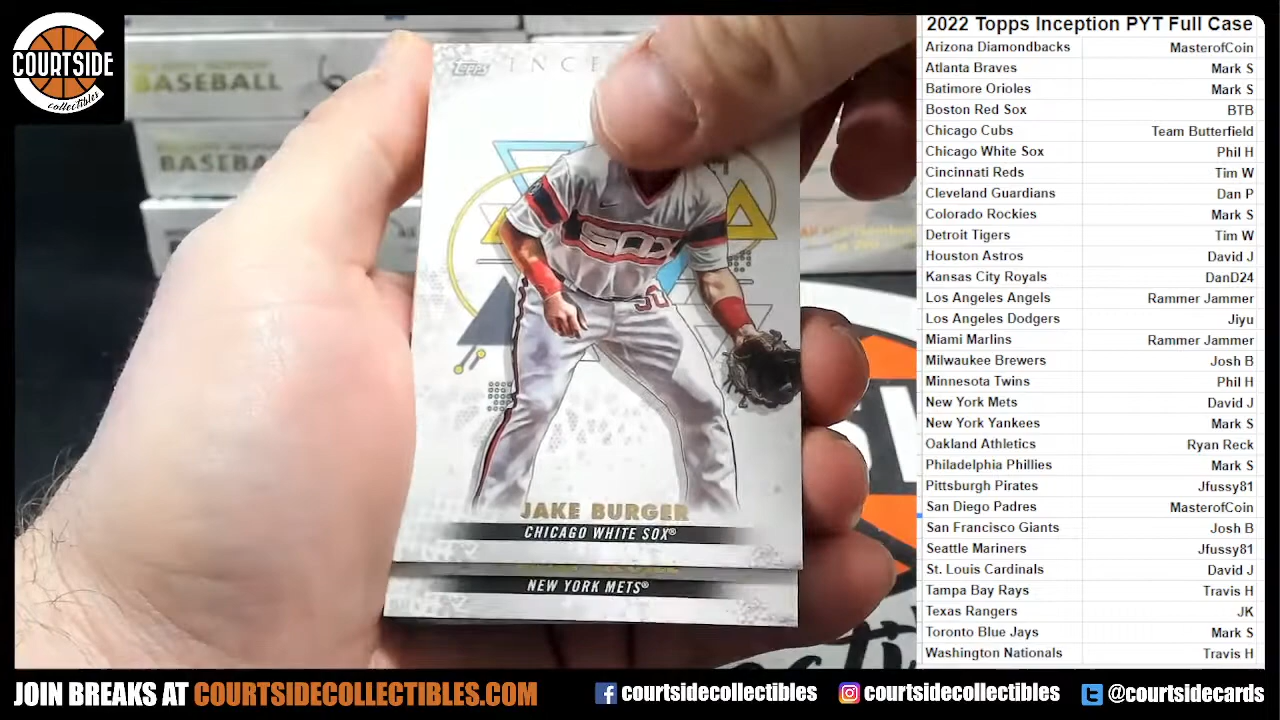 COURTSIDE
collectibles
BASEBALL
BASEBA
Topps INCE
SOX
JAKE BURGER
CHICAGO WHITE SOX®
NEW YORK METS®
2022 Topps Inception PYT Full Case
Arizona Diamondbacks MasterofCoin
Atlanta Braves Mark S
Batimore Orioles Mark S
Boston Red Sox BTB
Chicago Cubs Team Butterfield
Chicago White Sox Phil H
Cincinnati Reds Tim W
Cleveland Guardians Dan P
Colorado Rockies Mark S
Detroit Tigers Tim W
Houston Astros David J
Kansas City Royals DanD24
Los Angeles Angels Rammer Jammer
Los Angeles Dodgers Jiyu
Miami Marlins Rammer Jammer
Milwaukee Brewers Josh B
Minnesota Twins Phil H
New York Mets David J
New York Yankees Mark S
Oakland Athletics Ryan Reck
Philadelphia Phillies Mark S
Pittsburgh Pirates Jfussy81
San Diego Padres MasterofCoin
San Francisco Giants Josh B
Seattle Mariners Jfussy81
St. Louis Cardinals David J
Tampa Bay Rays Travis H
Texas Rangers JK
Toronto Blue Jays Mark S
Washington Nationals Travis H
JOIN BREAKS AT COURTSIDECOLLECTIBLES.COM
courtsidecollectibles
courtsidecollectibles
@courtsidecards